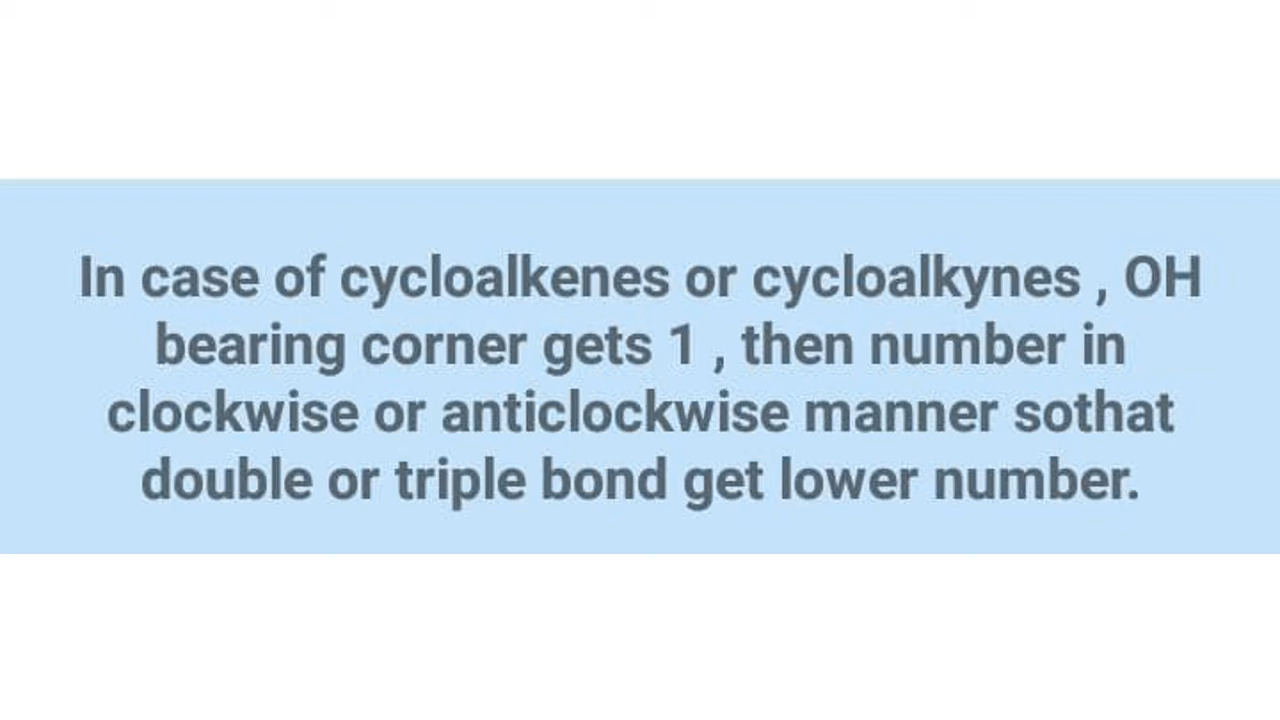 In case of cycloalkenes or cycloalkynes , OH
bearing corner gets 1 , then number in
clockwise or anticlockwise manner sothat
double or triple bond get lower number.